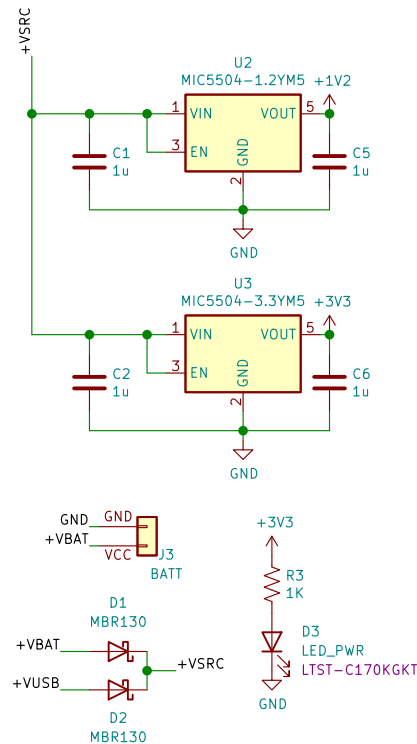 +VSRC
U2
MIC5504-1.2YM5
+1V2
1
VIN
VOUT
5
3
EN
GND
2
C1
1u
C5
1u
GND
U3
MIC5504-3.3YM5
+3V3
1
VIN
VOUT
5
3
EN
GND
2
C2
1u
C6
1u
GND
GND
GND
+VBAT
VCC
J3
BATT
+3V3
R3
1K
D3
LED_PWR
LTST-C170KGKT
GND
D1
MBR130
+VBAT
+VSRC
+VUSB
D2
MBR130